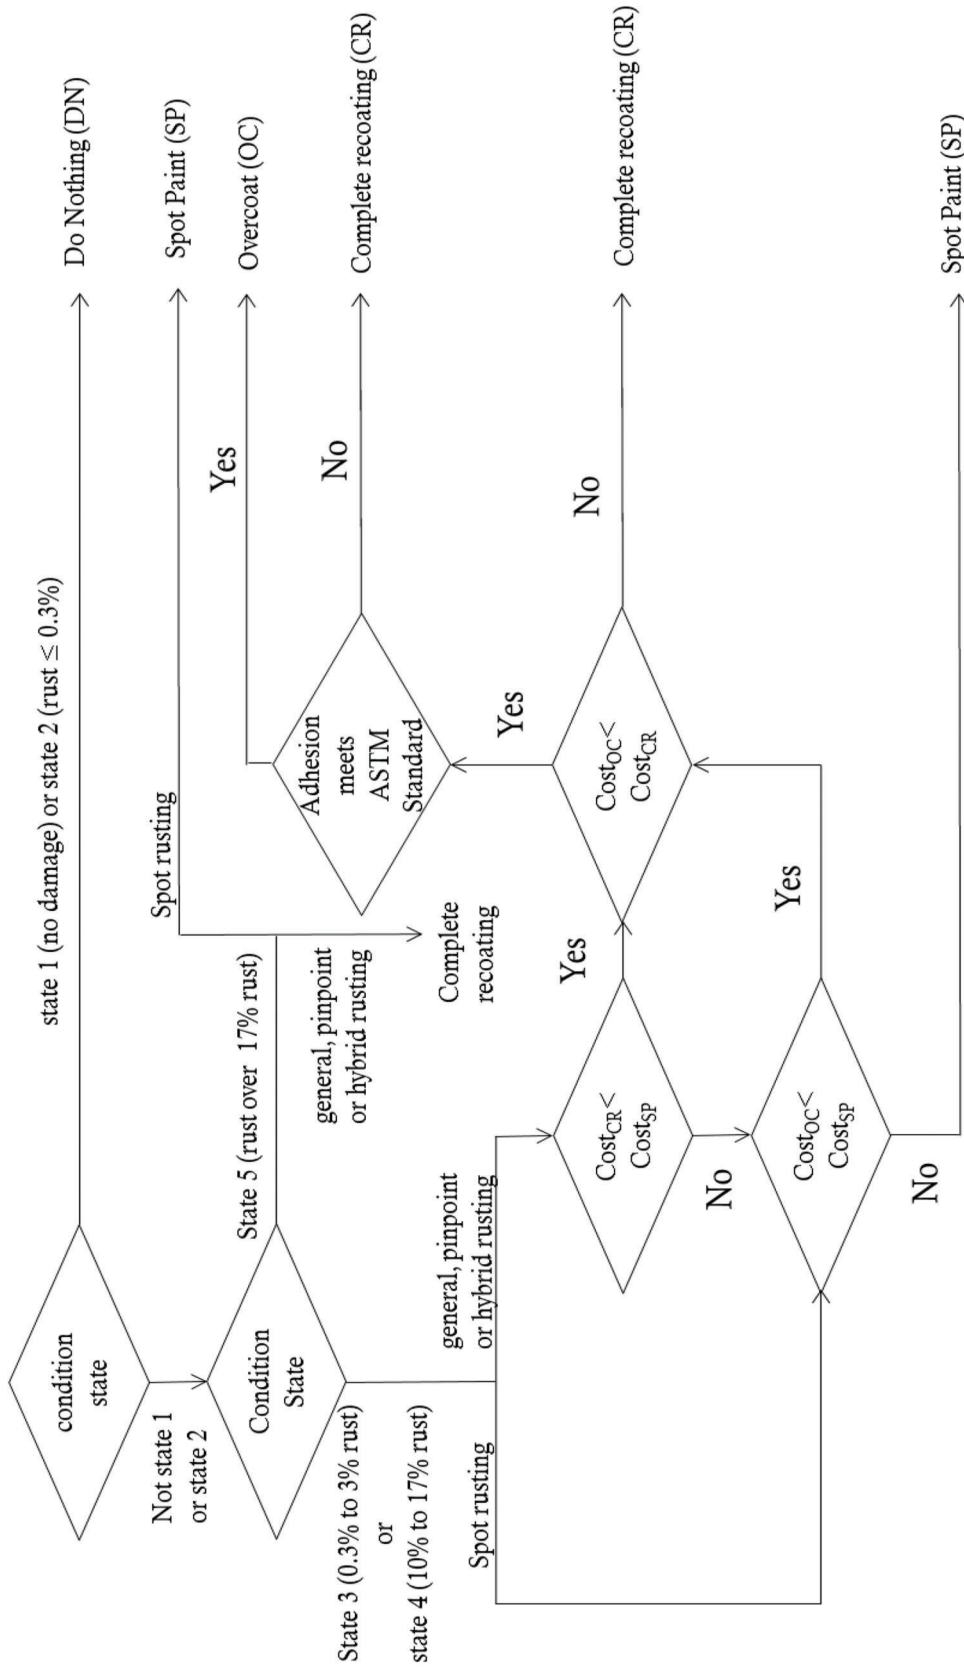 condition
state
state 1 (no damage) or state 2 (rust ≤ 0.3%)
Do Nothing (DN)
Not state 1
or state 2
Condition
State
State 5 (rust over 17% rust)
Spot rusting
Spot Paint (SP)
general, pinpoint
or hybrid rusting
Complete
recoating
State 3 (0.3% to 3% rust)
or
state 4 (10% to 17% rust)
general, pinpoint
or hybrid rusting
Spot rusting
Cost_CR<
Cost_SP
Yes
No
Cost_OC<
Cost_SP
Yes
No
Spot Paint (SP)
Cost_OC<
Cost_CR
Yes
No
Complete recoating (CR)
Adhesion
meets
ASTM
Standard
Yes
Overcoat (OC)
No
Complete recoating (CR)